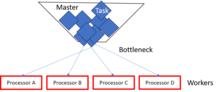 Master
Task
Bottleneck
Processor A
Processor B
Processor C
Processor D
Workers